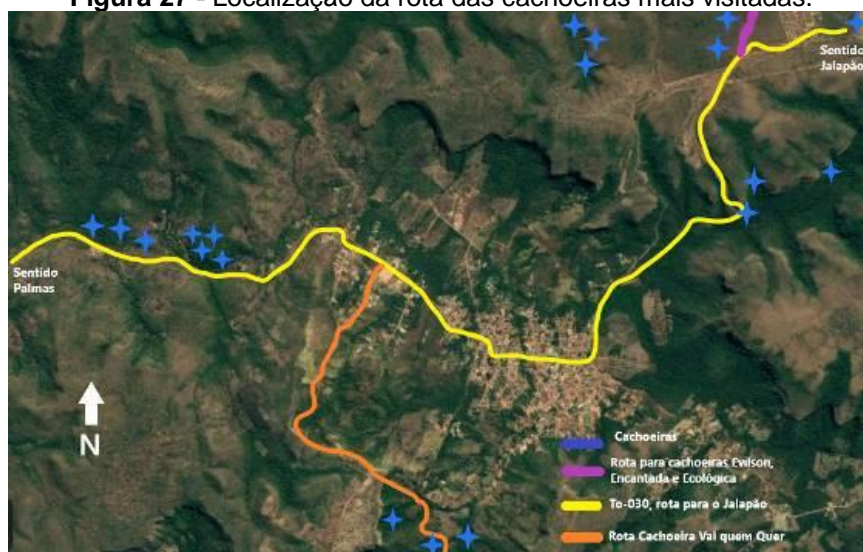 Figura 27 - Localização da rota das cachoeiras mais visitadas.
Sentido
Jalapão
Sentido
Palmas
N
Cachoeiras
Rota para cachoeiras Evilson,
Encantada e Ecológica
To-030, rota para o Jalapão
Rota Cachoeira Vai quem Quer